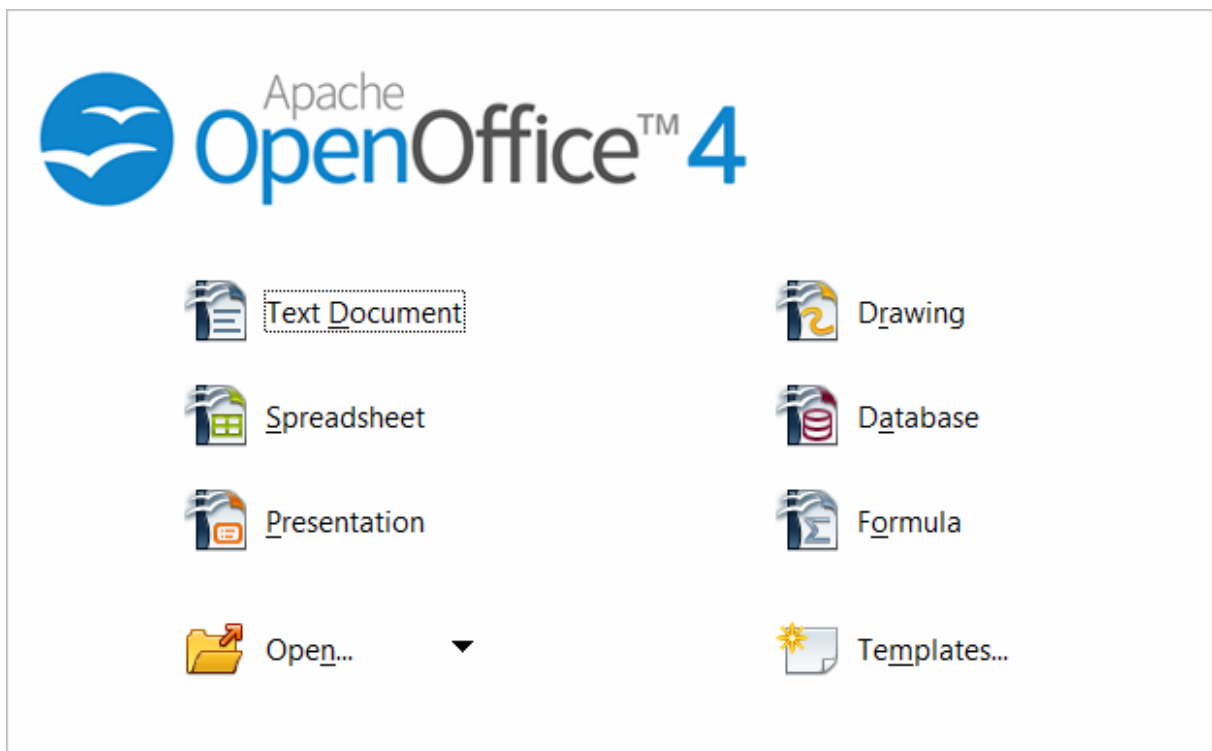 Apache
OpenOffice™ 4
Text Document
Drawing
Spreadsheet
Database
Presentation
Formula
Open...
Templates...